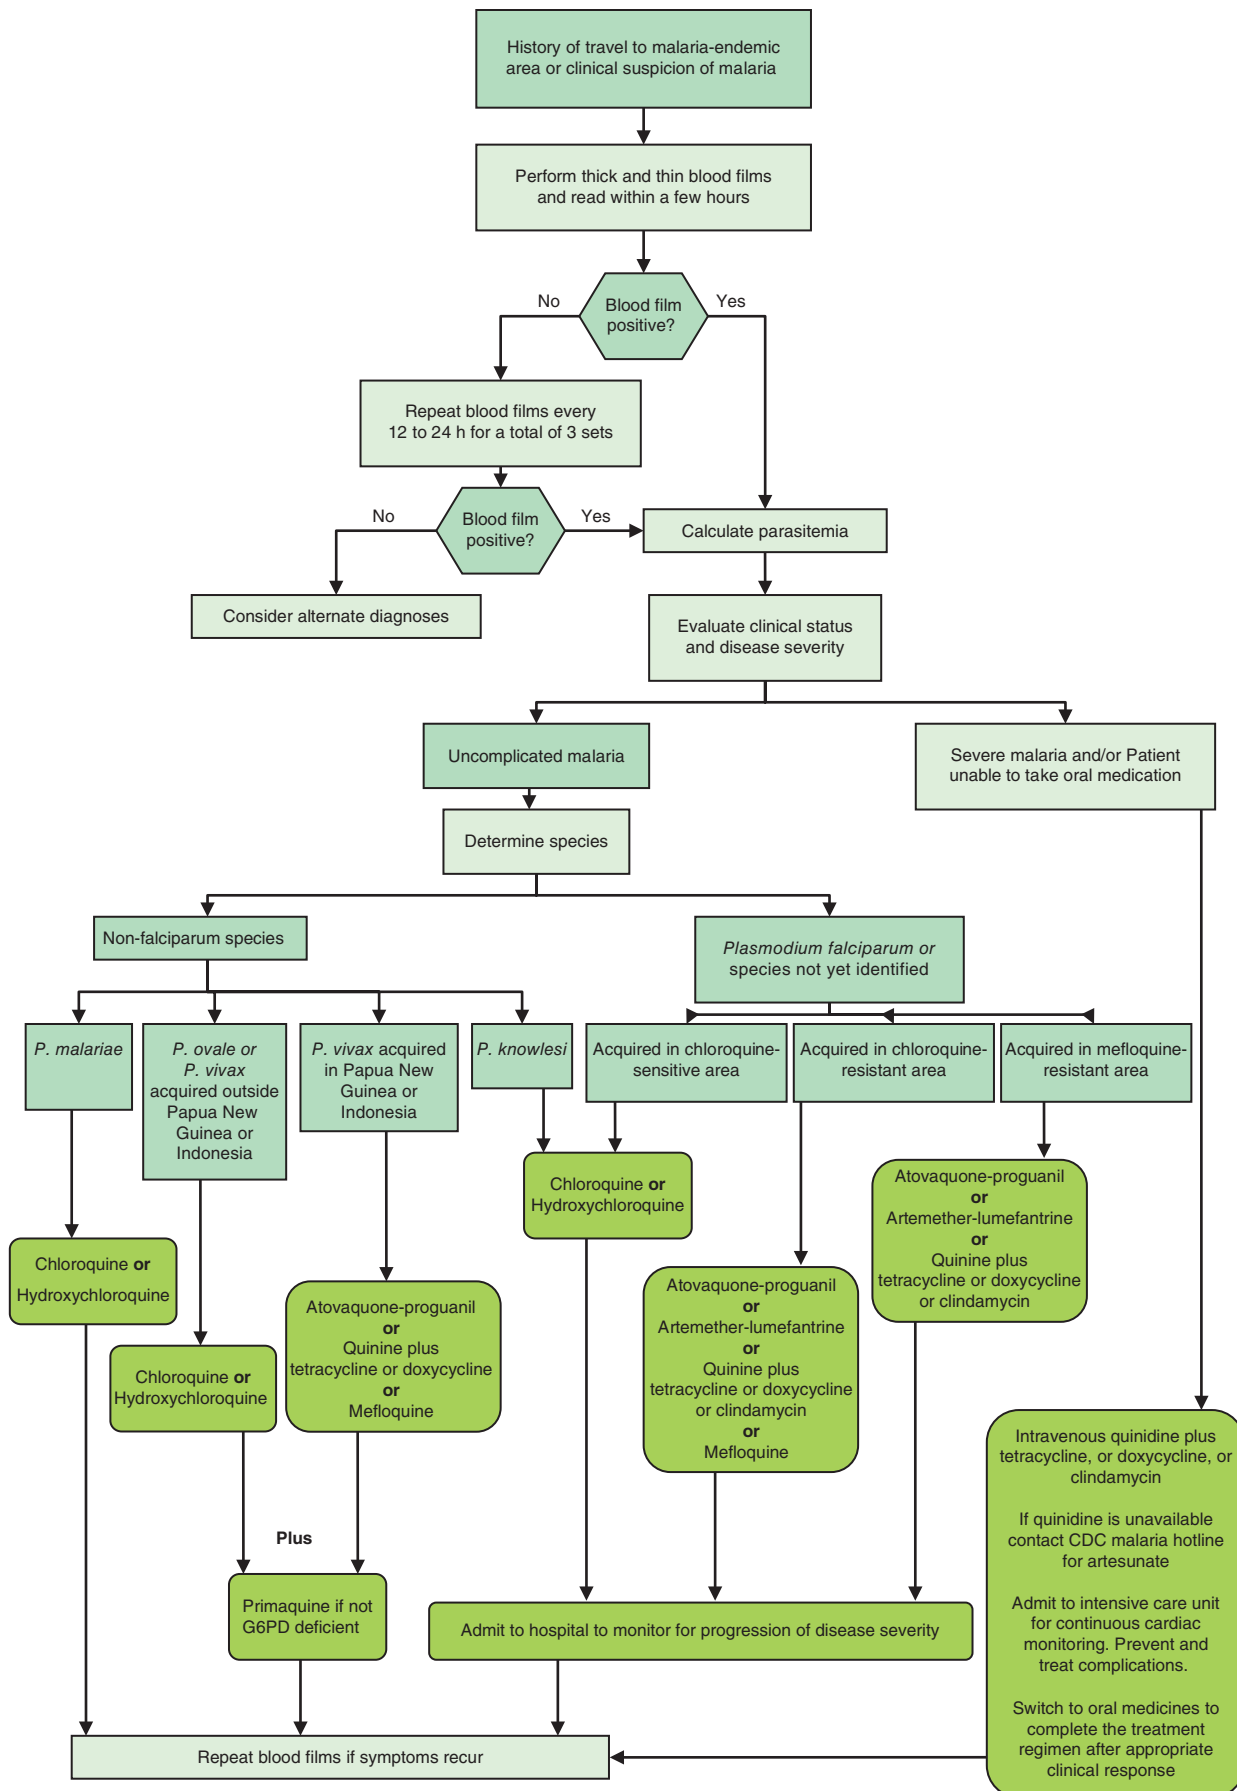 History of travel to malaria-endemic
area or clinical suspicion of malaria
Perform thick and thin blood films
and read within a few hours
Blood film
positive?
No
Yes
Repeat blood films every
12 to 24 h for a total of 3 sets
Blood film
positive?
No
Yes
Calculate parasitemia
Consider alternate diagnoses
Evaluate clinical status
and disease severity
Uncomplicated malaria
Severe malaria and/or Patient
unable to take oral medication
Determine species
Non-falciparum species
Plasmodium falciparum or
species not yet identified
P. malariae
P. ovale or
P. vivax
acquired outside
Papua New
Guinea or
Indonesia
P. vivax acquired
in Papua New
Guinea or
Indonesia
P. knowlesi
Acquired in chloroquine-
sensitive area
Acquired in chloroquine-
resistant area
Acquired in mefloquine-
resistant area
Chloroquine or
Hydroxychloroquine
Chloroquine or
Hydroxychloroquine
Atovaquone-proguanil
or
Quinine plus
tetracycline or doxycycline
or
Mefloquine
Chloroquine or
Hydroxychloroquine
Atovaquone-proguanil
or
Artemether-lumefantrine
or
Quinine plus
tetracycline or doxycycline
or clindamycin
or
Mefloquine
Atovaquone-proguanil
or
Artemether-lumefantrine
or
Quinine plus
tetracycline or doxycycline
or clindamycin
Plus
Primaquine if not
G6PD deficient
Admit to hospital to monitor for progression of disease severity
Intravenous quinidine plus
tetracycline, or doxycycline, or
clindamycin
If quinidine is unavailable
contact CDC malaria hotline
for artesunate
Admit to intensive care unit
for continuous cardiac
monitoring. Prevent and
treat complications.
Switch to oral medicines to
complete the treatment
regimen after appropriate
clinical response
Repeat blood films if symptoms recur